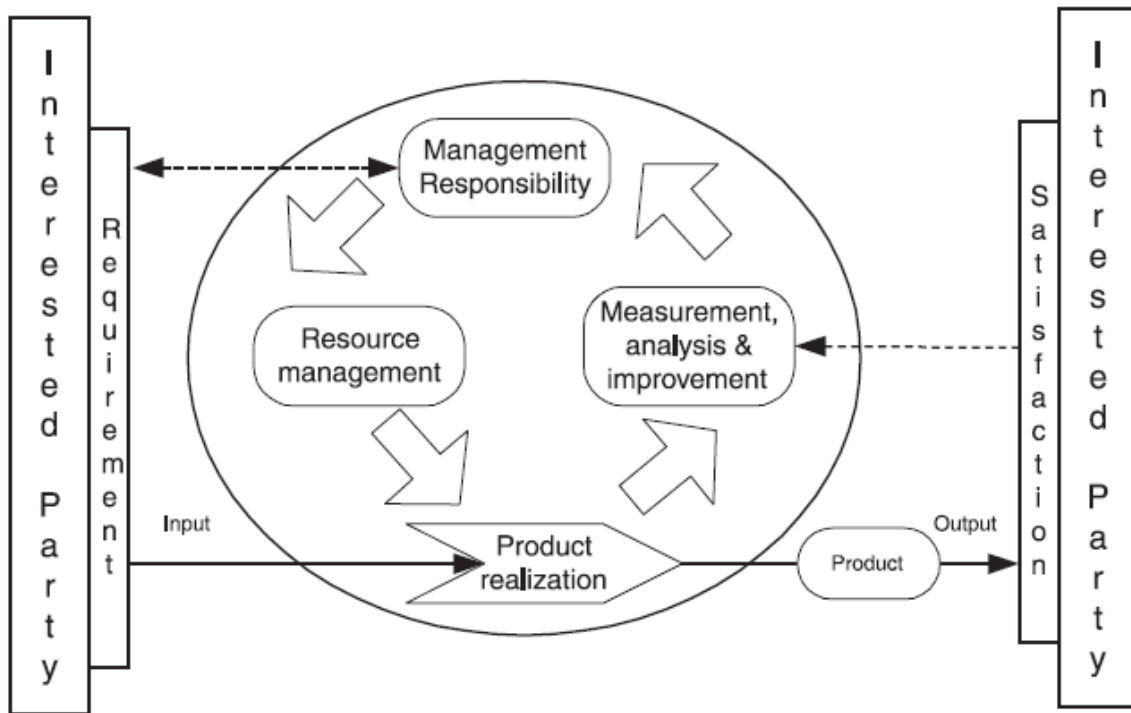 Interested Party
Requirement
Management
Responsibility
Resource
management
Measurement,
analysis &
improvement
Input
Product
realization
Product
Output
Satisfaction
Interested Party